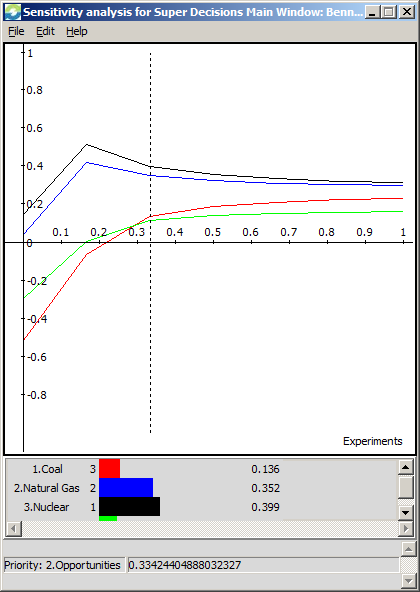 Sensitivity analysis for Super Decisions Main Window: Benn...
File Edit Help
1
0.8
0.6
0.4
0.2
0
0.1 0.2 0.3 0.4 0.5 0.6 0.7 0.8 0.9 1
-0.2
-0.4
-0.6
-0.8
Experiments
1.Coal 3 0.136
2.Natural Gas 2 0.352
3.Nuclear 1 0.399
Priority: 2.Opportunities 0.33424404888032327